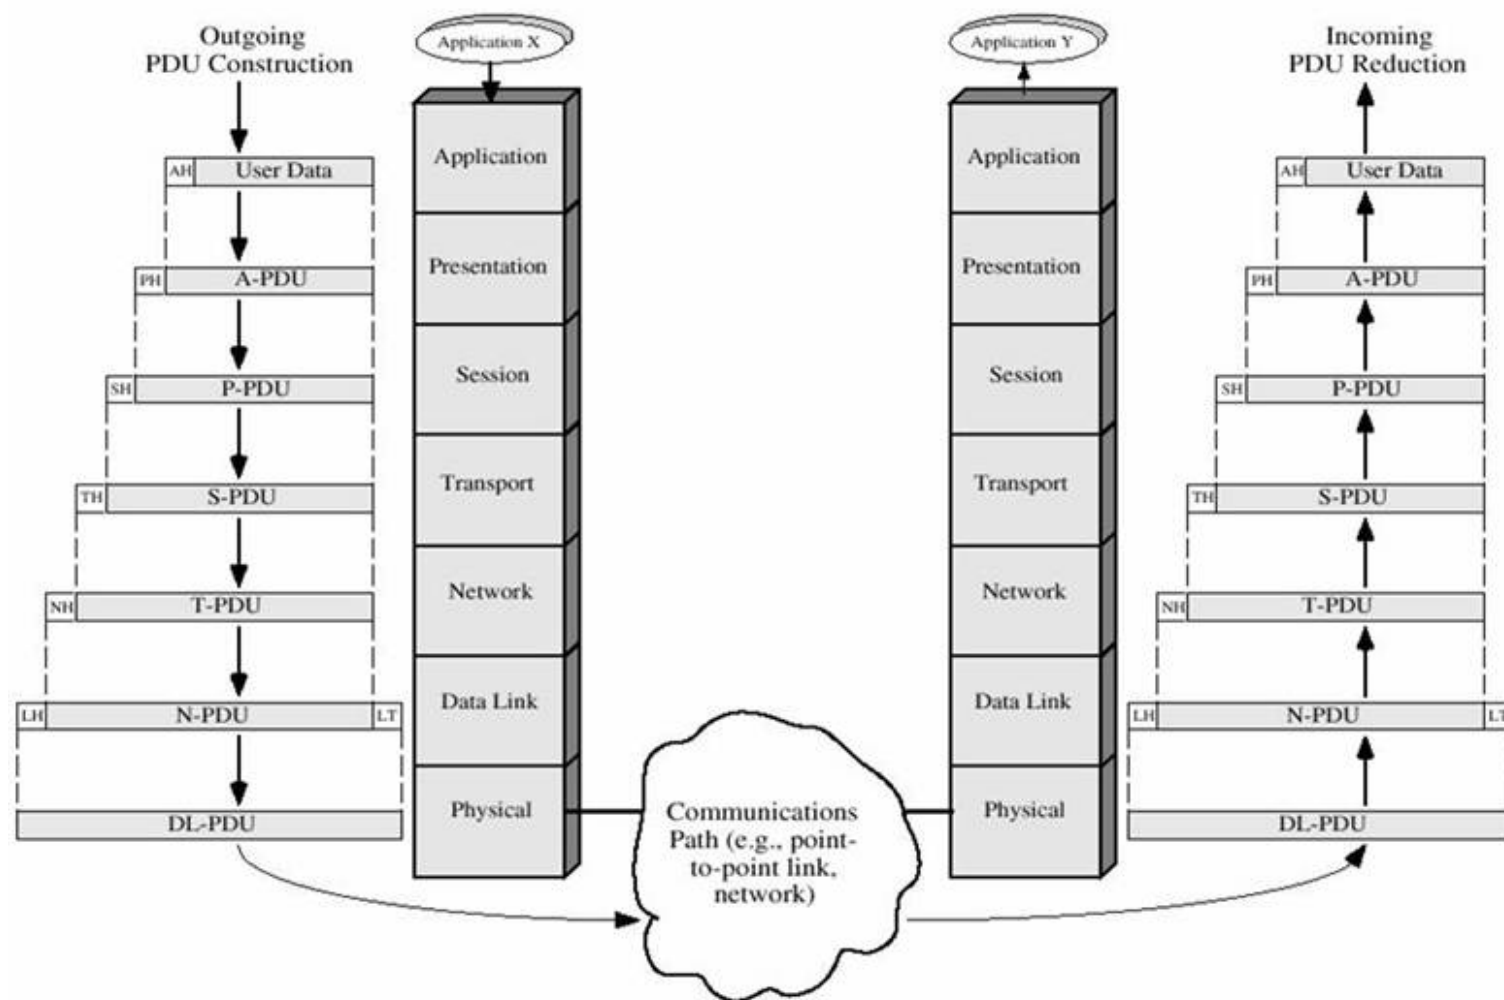 Outgoing
PDU Construction
Application X
Application Y
Incoming
PDU Reduction
AH User Data
Application
Application
AH User Data
PH A-PDU
Presentation
Presentation
PH A-PDU
SH P-PDU
Session
Session
SH P-PDU
TH S-PDU
Transport
Transport
TH S-PDU
NH T-PDU
Network
Network
NH T-PDU
LH N-PDU LT
Data Link
Data Link
LH N-PDU LT
DL-PDU
Physical
Communications
Path (e.g., point-
to-point link,
network)
Physical
DL-PDU